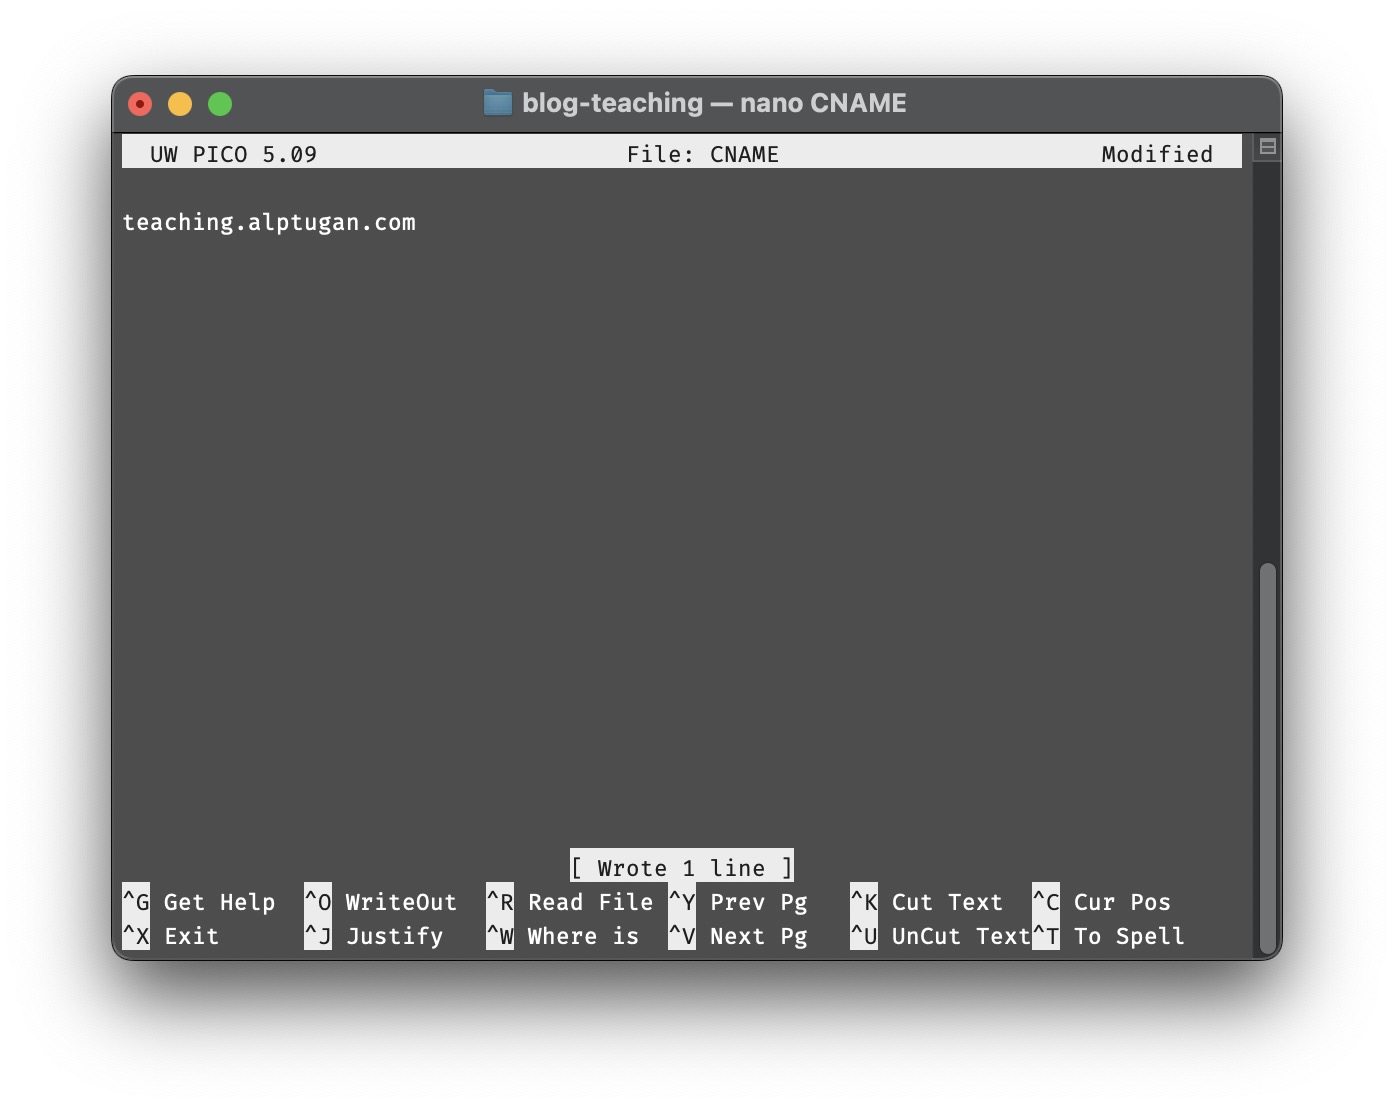 blog-teaching — nano CNAME
UW PICO 5.09 File: CNAME Modified
teaching.alptugan.com
[ Wrote 1 line ]
^G Get Help ^O WriteOut ^R Read File ^Y Prev Pg ^K Cut Text ^C Cur Pos
^X Exit ^J Justify ^W Where is ^V Next Pg ^U UnCut Text ^T To Spell